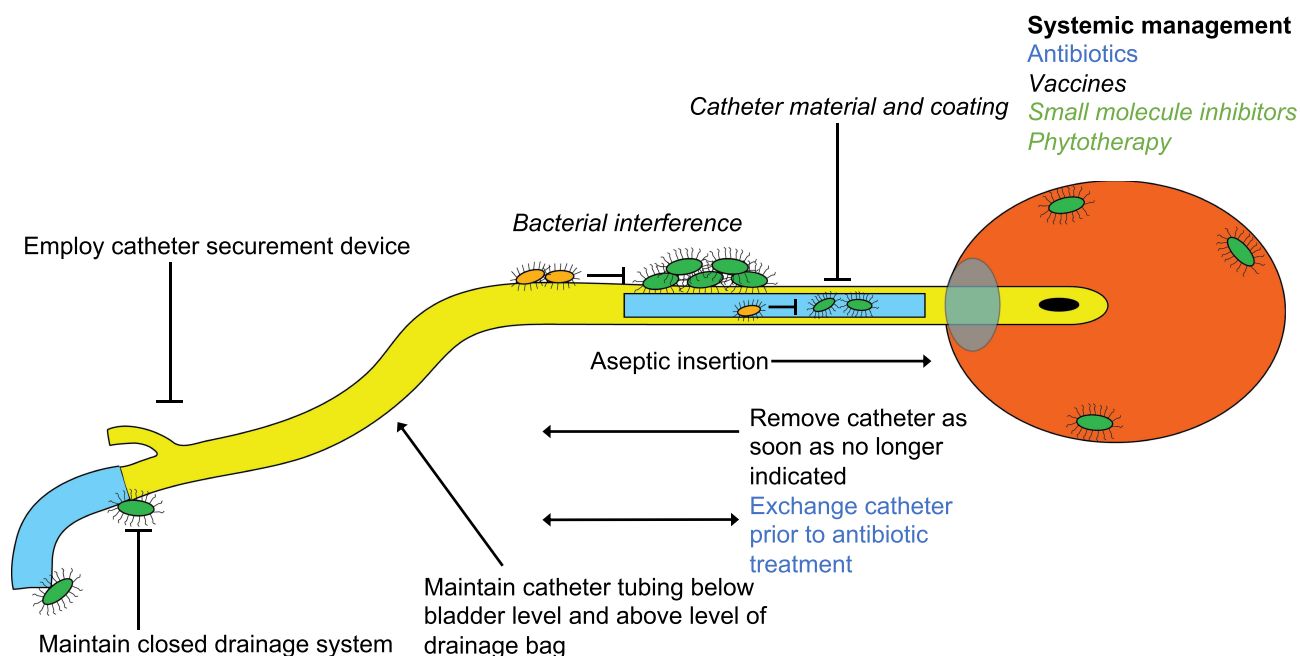 Systemic management
Antibiotics
Vaccines
Small molecule inhibitors
Phytotherapy
Catheter material and coating
Bacterial interference
Employ catheter securement device
Aseptic insertion
Remove catheter as
soon as no longer
indicated
Exchange catheter
prior to antibiotic
treatment
Maintain catheter tubing below
bladder level and above level of
drainage bag
Maintain closed drainage system